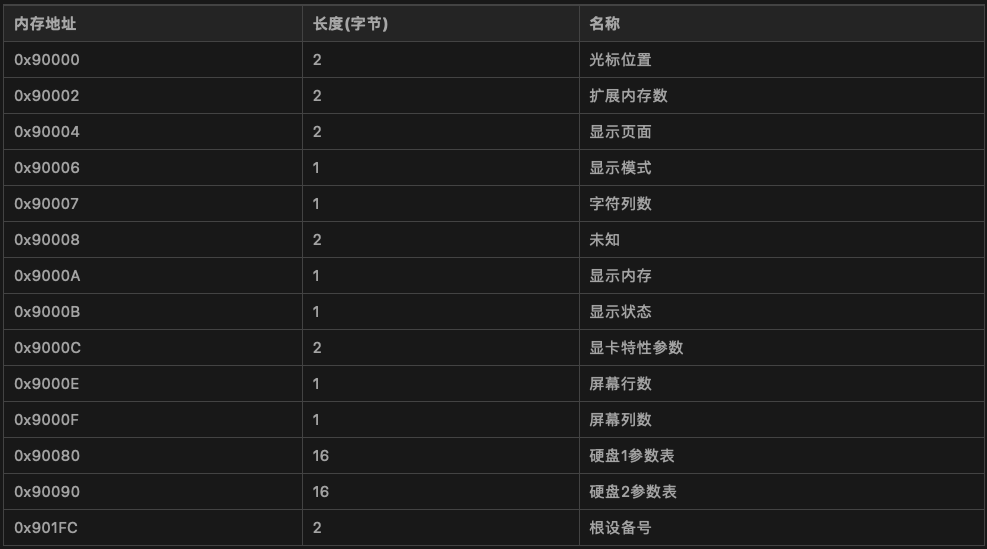 内存地址 长度(字节) 名称
0x90000 2 光标位置
0x90002 2 扩展内存数
0x90004 2 显示页面
0x90006 1 显示模式
0x90007 1 字符列数
0x90008 2 未知
0x9000A 1 显示内存
0x9000B 1 显示状态
0x9000C 2 显卡特性参数
0x9000E 1 屏幕行数
0x9000F 1 屏幕列数
0x90080 16 硬盘1参数表
0x90090 16 硬盘2参数表
0x901FC 2 根设备号